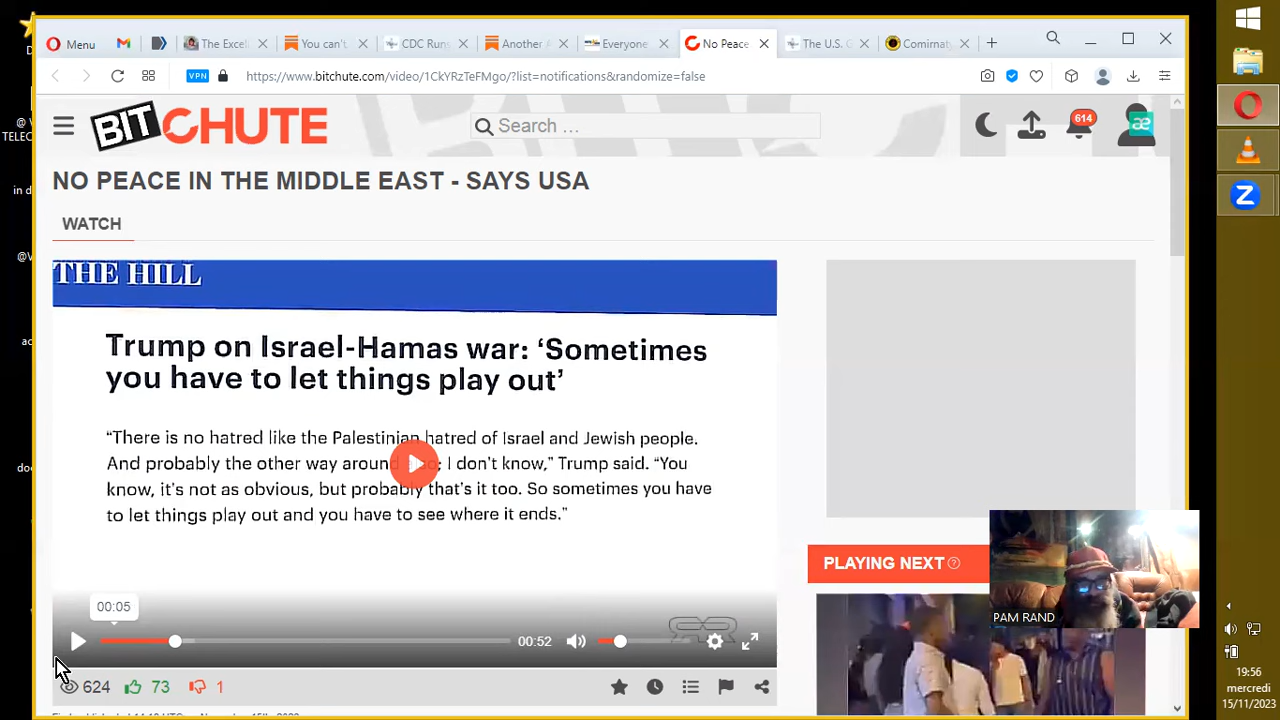 Menu
The Excell
You can't
CDC Run
Another
Everyone
No Peace
The U.S. G
Comirnaty
VPN
https://www.bitchute.com/video/1CkYRzTeFMgo/?list=notifications&randomize=false
BITCHUTE
Search ...
614
æ
NO PEACE IN THE MIDDLE EAST - SAYS USA
WATCH
THE HILL
Trump on Israel-Hamas war: ‘Sometimes
you have to let things play out’
“There is no hatred like the Palestinian hatred of Israel and Jewish people.
And probably the other way around also; I don’t know,” Trump said. “You
know, it’s not as obvious, but probably that’s it too. So sometimes you have
to let things play out and you have to see where it ends.”
00:05
00:52
PLAYING NEXT
PAM RAND
624
73
1
19:56
mercredi
15/11/2023